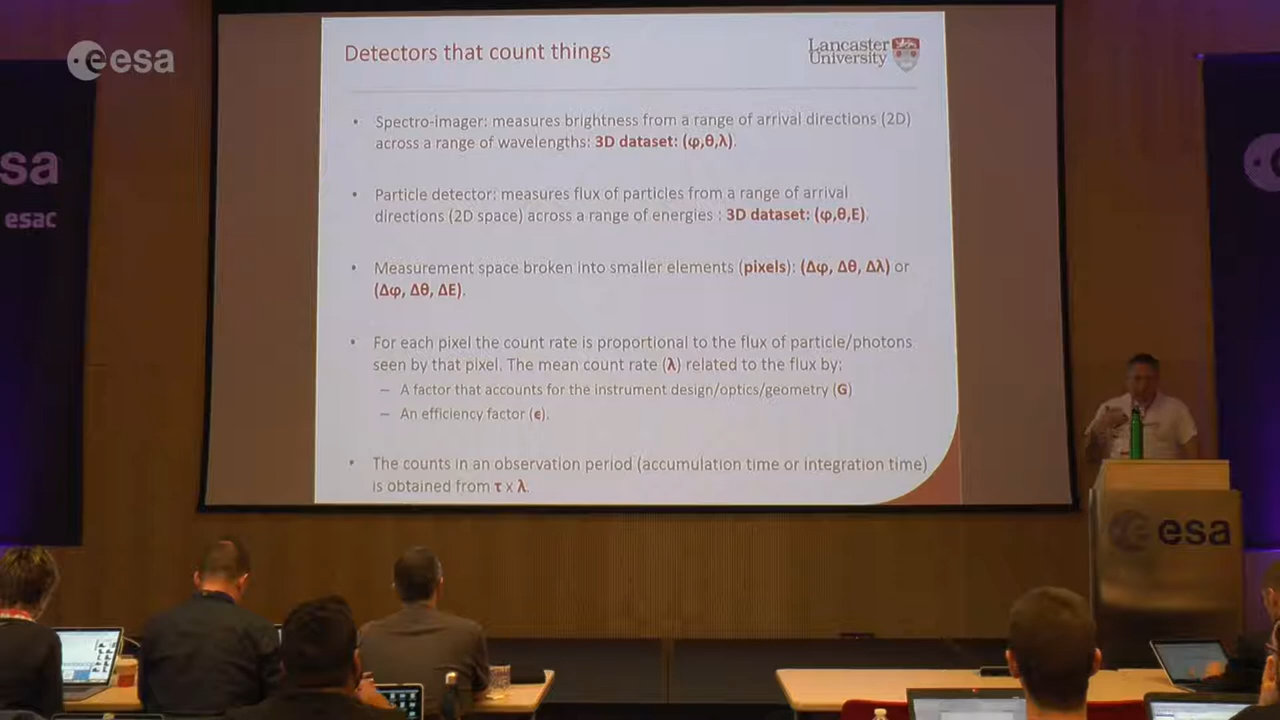 esa
Detectors that count things
Lancaster
University
• Spectro-imager: measures brightness from a range of arrival directions (2D)
across a range of wavelengths: 3D dataset: (φ,θ,λ).
• Particle detector: measures flux of particles from a range of arrival
directions (2D space) across a range of energies : 3D dataset: (φ,θ,E).
• Measurement space broken into smaller elements (pixels): (Δφ, Δθ, Δλ) or
(Δφ, Δθ, ΔE).
• For each pixel the count rate is proportional to the flux of particle/photons
seen by that pixel. The mean count rate (λ) related to the flux by:
– A factor that accounts for the instrument design/optics/geometry (G)
– An efficiency factor (ϵ).
• The counts in an observation period (accumulation time or integration time)
is obtained from τ x λ.
sa
esac
esa